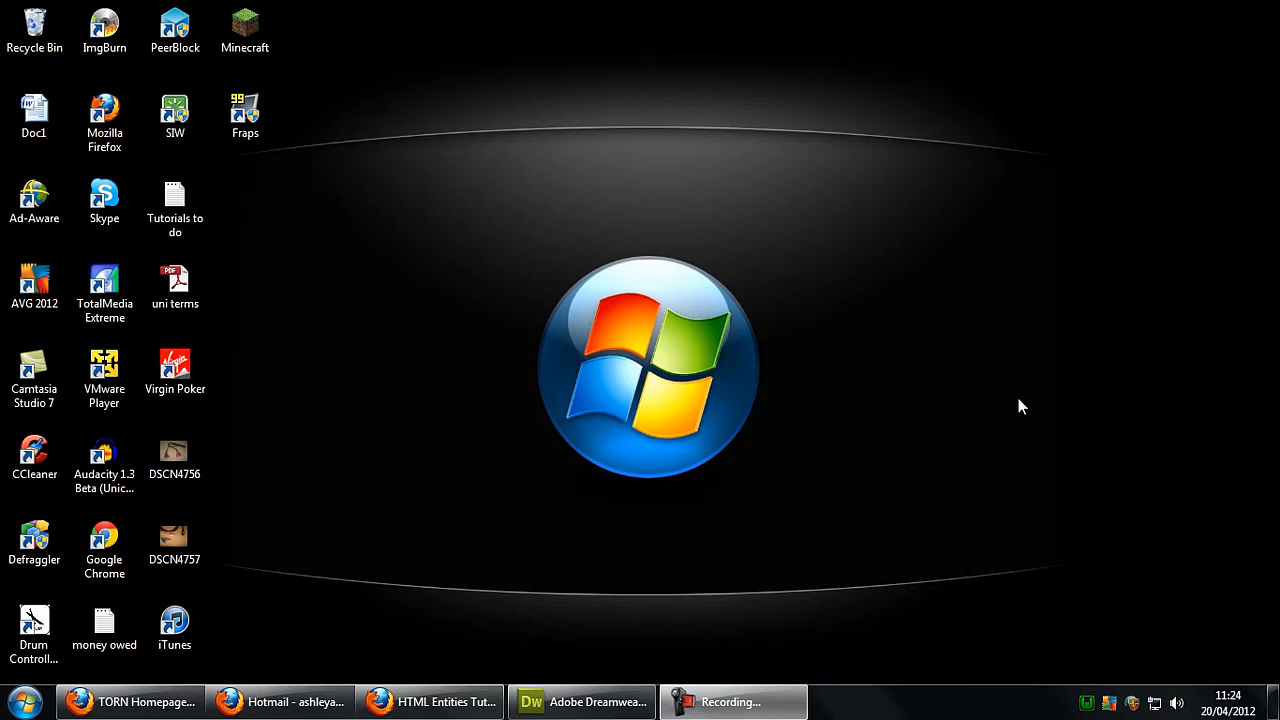 Recycle Bin
ImgBurn
PeerBlock
Minecraft
Doc1
Mozilla
Firefox
SIW
99
Fraps
Ad-Aware
Skype
Tutorials to
do
AVG 2012
TotalMedia
Extreme
PDF
uni terms
Camtasia
Studio 7
VMware
Player
Virgin
Virgin Poker
CCleaner
Audacity 1.3
Beta (Unic...
DSCN4756
Defraggler
Google
Chrome
DSCN4757
Drum
Controll...
money owed
iTunes
TORN Homepage...
Hotmail - ashleya...
HTML Entities Tut...
Dw
Adobe Dreamwea...
Recording...
11:24
20/04/2012